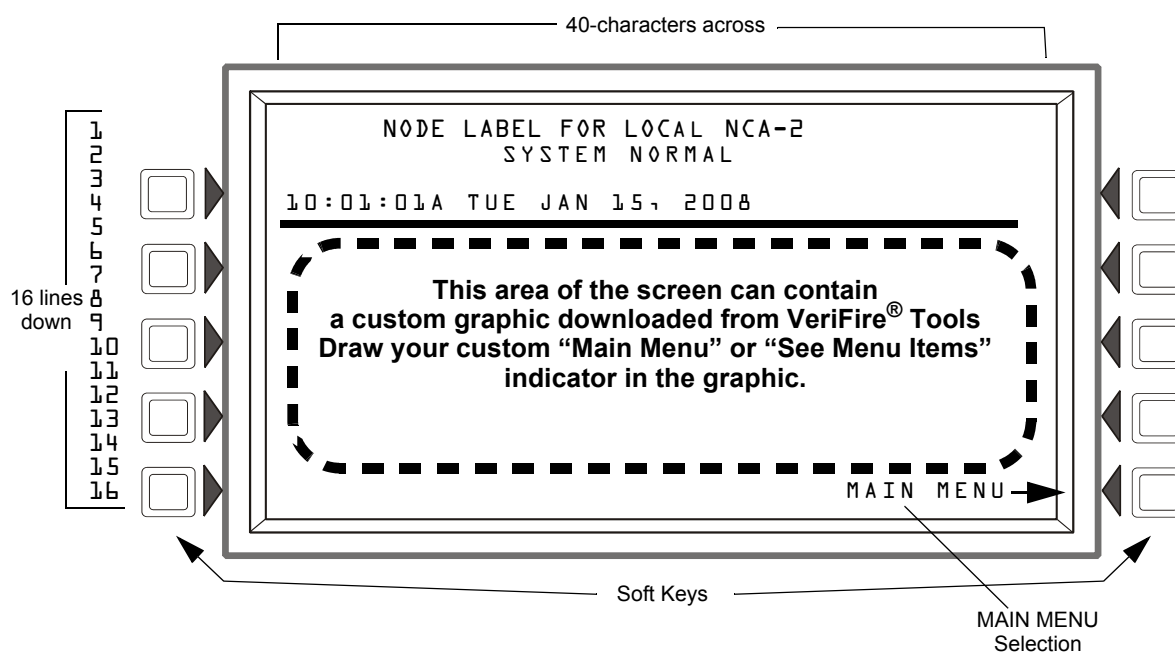 40-characters across
1
2
3
4
5
6
7
8
9
10
11
12
13
14
15
16
16 lines
down
NODE LABEL FOR LOCAL NCA-2
SYSTEM NORMAL
10:01:01A TUE JAN 15, 2008
This area of the screen can contain
a custom graphic downloaded from VeriFire® Tools
Draw your custom “Main Menu” or “See Menu Items”
indicator in the graphic.
MAIN MENU
Soft Keys
MAIN MENU
Selection